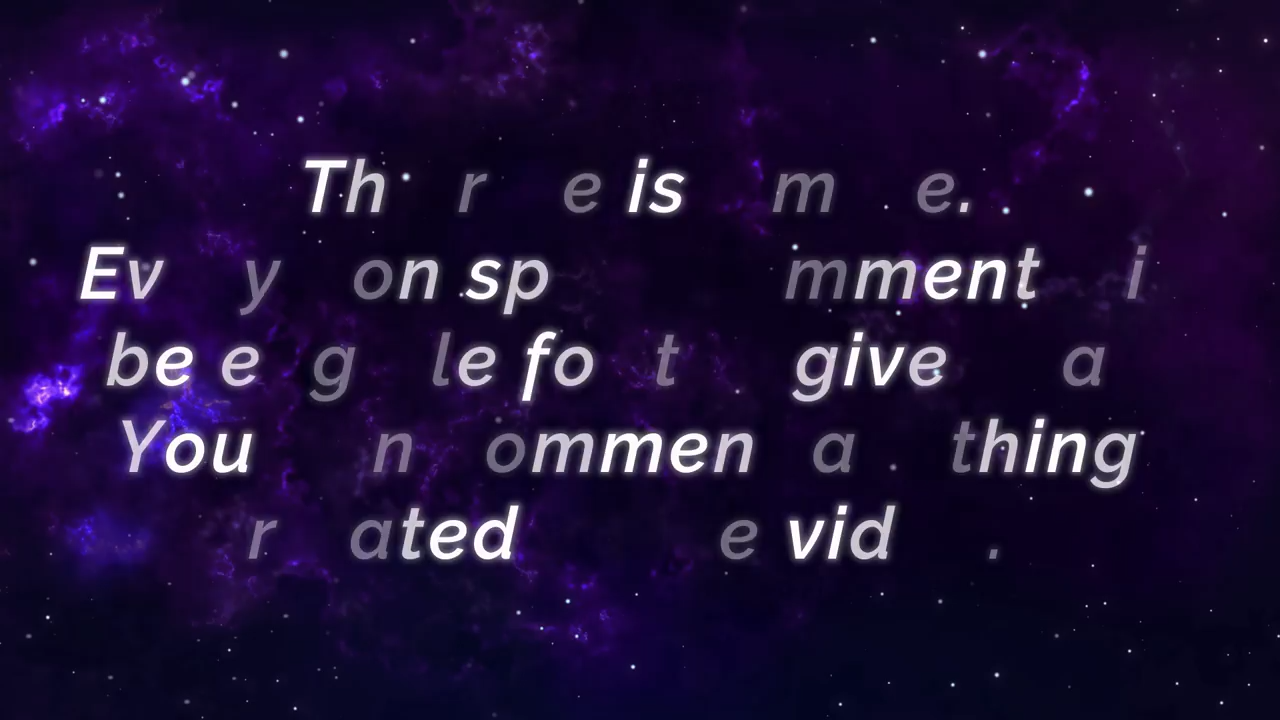 Th r e is m e.
Ev y on sp mment i
be e g le fo t give a
You n ommen a thing
r ated e vid .